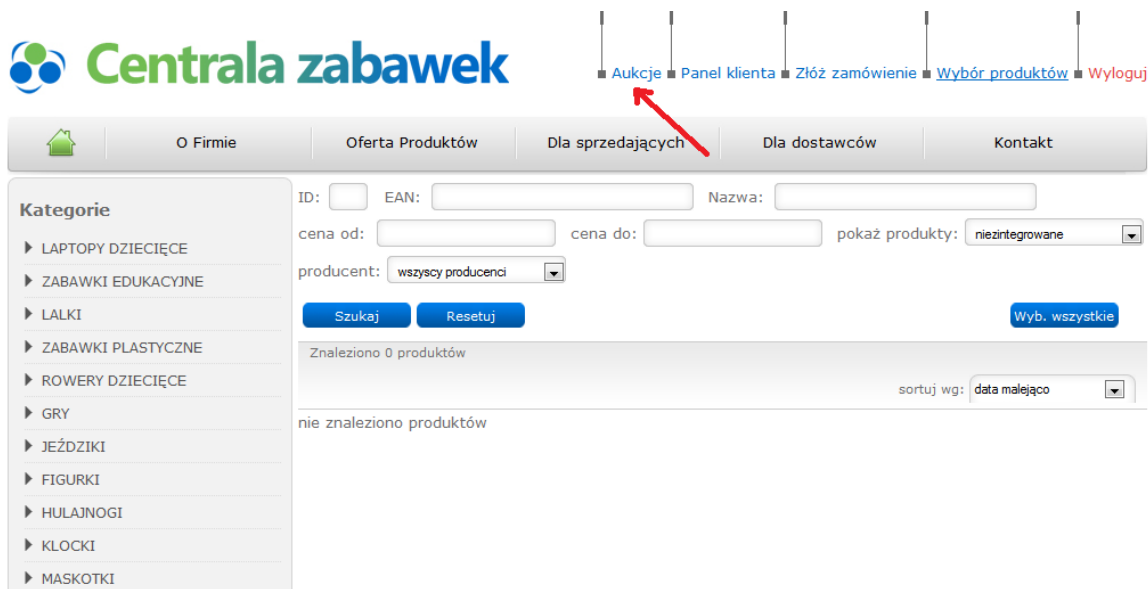 Centrala zabawek
Aukcje Panel klienta Złóż zamówienie Wybór produktów Wyloguj
O Firmie Oferta Produktów Dla sprzedających Dla dostawców Kontakt
Kategorie
LAPTOPY DZIECIĘCE
ZABAWKI EDUKACYJNE
LALKI
ZABAWKI PLASTYCZNE
ROWERY DZIECIĘCE
GRY
JEŹDZIKI
FIGURKI
HULAJNOGI
KLOCKI
MASKOTKI
ID: EAN: Nazwa:
cena od: cena do: pokaż produkty: niezintegrowane
producent: wszyscy producenci
Szukaj Resetuj Wyb. wszystkie
Znaleziono 0 produktów
sortuj wg: data malejąco
nie znaleziono produktów